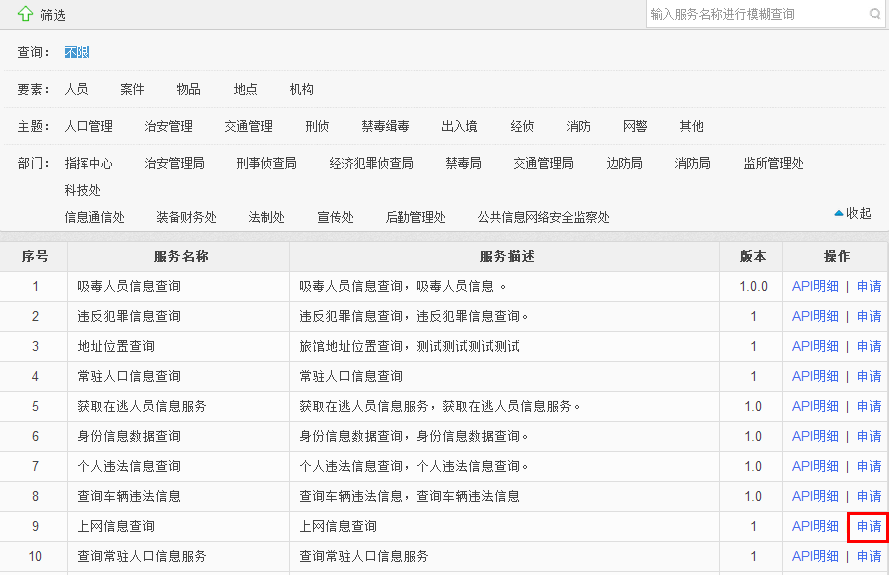 筛选
输入服务名称进行模糊查询
查询： 不限
要素： 人员 案件 物品 地点 机构
主题： 人口管理 治安管理 交通管理 刑侦 禁毒缉毒 出入境 经侦 消防 网警 其他
部门： 指挥中心 治安管理局 刑事侦查局 经济犯罪侦查局 禁毒局 交通管理局 边防局 消防局 监所管理处
科技处
信息通信处 装备财务处 法制处 宣传处 后勤管理处 公共信息网络安全监察处
收起
序号 服务名称 服务描述 版本 操作
1 吸毒人员信息查询 吸毒人员信息查询，吸毒人员信息 。 1.0.0 API明细 | 申请
2 违反犯罪信息查询 违反犯罪信息查询，违反犯罪信息查询。 1 API明细 | 申请
3 地址位置查询 旅馆地址位置查询，测试测试测试测试 1 API明细 | 申请
4 常驻人口信息查询 常驻人口信息查询 1 API明细 | 申请
5 获取在逃人员信息服务 获取在逃人员信息服务，获取在逃人员信息服务。 1.0 API明细 | 申请
6 身份信息数据查询 身份信息数据查询，身份信息数据查询。 1.0 API明细 | 申请
7 个人违法信息查询 个人违法信息查询，个人违法信息查询。 1.0 API明细 | 申请
8 查询车辆违法信息 查询车辆违法信息，查询车辆违法信息 1.0 API明细 | 申请
9 上网信息查询 上网信息查询 1 API明细 申请
10 查询常驻人口信息服务 查询常驻人口信息服务 1 API明细 | 申请